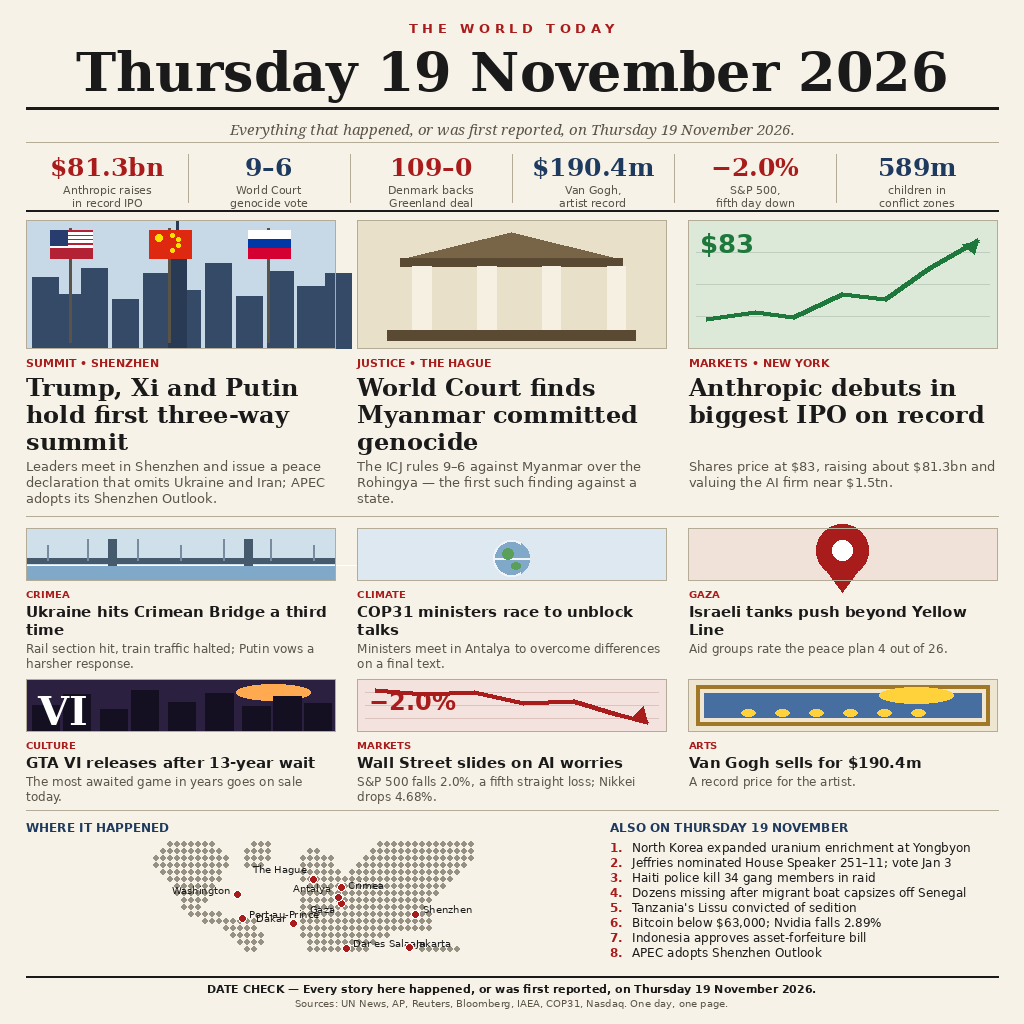 THE WORLD TODAY
Thursday 19 November 2026
Everything that happened, or was first reported, on Thursday 19 November 2026.
$81.3bn
Anthropic raises
in record IPO
9–6
World Court
genocide vote
109–0
Denmark backs
Greenland deal
$190.4m
Van Gogh,
artist record
−2.0%
S&P 500,
fifth day down
589m
children in
conflict zones
SUMMIT • SHENZHEN
Trump, Xi and Putin
hold first three-way
summit
Leaders meet in Shenzhen and issue a peace
declaration that omits Ukraine and Iran; APEC
adopts its Shenzhen Outlook.
JUSTICE • THE HAGUE
World Court finds
Myanmar committed
genocide
The ICJ rules 9–6 against Myanmar over the
Rohingya — the first such finding against a
state.
$83
MARKETS • NEW YORK
Anthropic debuts in
biggest IPO on record
Shares price at $83, raising about $81.3bn and
valuing the AI firm near $1.5tn.
CRIMEA
Ukraine hits Crimean Bridge a third
time
Rail section hit, train traffic halted; Putin vows a
harsher response.
CLIMATE
COP31 ministers race to unblock
talks
Ministers meet in Antalya to overcome differences
on a final text.
GAZA
Israeli tanks push beyond Yellow
Line
Aid groups rate the peace plan 4 out of 26.
VI
CULTURE
GTA VI releases after 13-year wait
The most awaited game in years goes on sale
today.
−2.0%
MARKETS
Wall Street slides on AI worries
S&P 500 falls 2.0%, a fifth straight loss; Nikkei
drops 4.68%.
ARTS
Van Gogh sells for $190.4m
A record price for the artist.
WHERE IT HAPPENED
The Hague
Washington
Antalya
Crimea
Gaza
Port-au-Prince
Dakar
Shenzhen
Dar es Salaam
Jakarta
ALSO ON THURSDAY 19 NOVEMBER
1. North Korea expanded uranium enrichment at Yongbyon
2. Jeffries nominated House Speaker 251–11; vote Jan 3
3. Haiti police kill 34 gang members in raid
4. Dozens missing after migrant boat capsizes off Senegal
5. Tanzania's Lissu convicted of sedition
6. Bitcoin below $63,000; Nvidia falls 2.89%
7. Indonesia approves asset-forfeiture bill
8. APEC adopts Shenzhen Outlook
DATE CHECK — Every story here happened, or was first reported, on Thursday 19 November 2026.
Sources: UN News, AP, Reuters, Bloomberg, IAEA, COP31, Nasdaq. One day, one page.